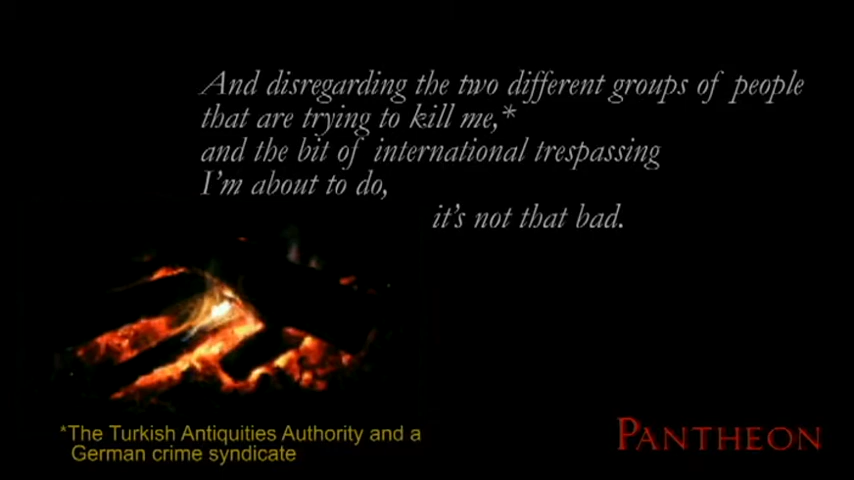 And disregarding the two different groups of people
that are trying to kill me,*
and the bit of international trespassing
I'm about to do,
it's not that bad.
*The Turkish Antiquities Authority and a
German crime syndicate
PANTHEON